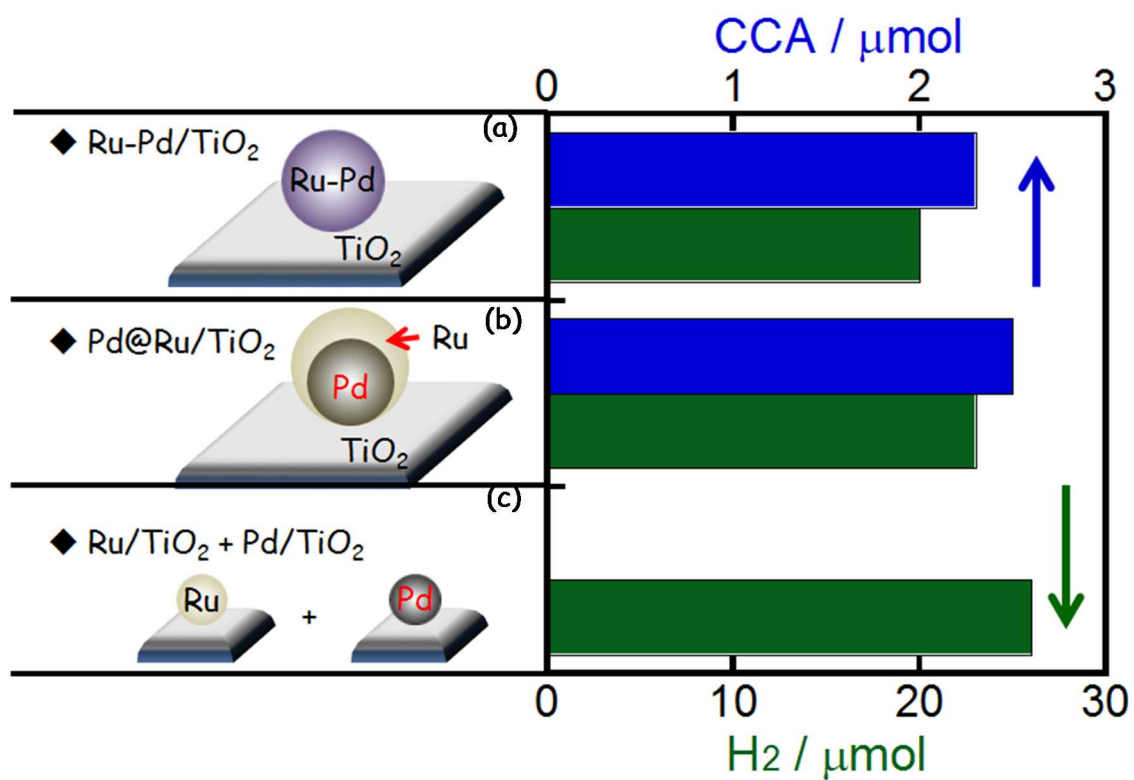 CCA / μmol
0 1 2 3
(a)
◆ Ru-Pd/TiO₂
Ru-Pd
TiO₂
(b)
◆ Pd@Ru/TiO₂
Ru
Pd
TiO₂
(c)
◆ Ru/TiO₂ + Pd/TiO₂
Ru + Pd
0 10 20 30
H₂ / μmol